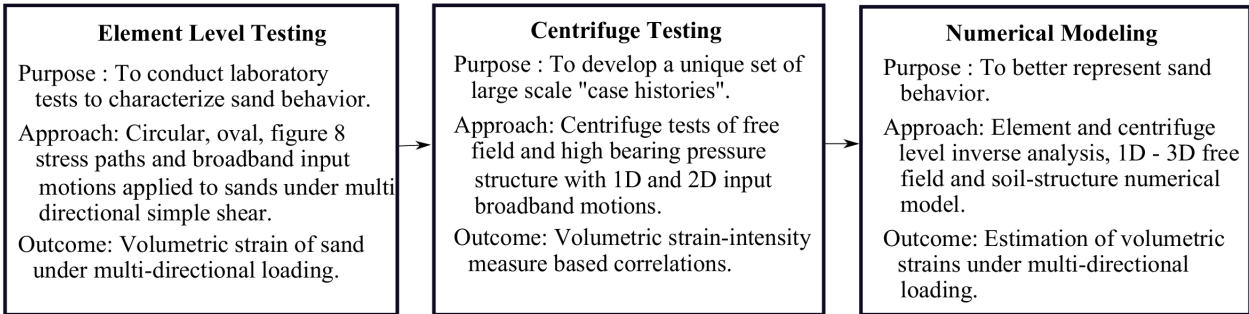 Element Level Testing
Purpose : To conduct laboratory
tests to characterize sand behavior.
Approach: Circular, oval, figure 8
stress paths and broadband input
motions applied to sands under multi
directional simple shear.
Outcome: Volumetric strain of sand
under multi-directional loading.
Centrifuge Testing
Purpose : To develop a unique set of
large scale "case histories".
Approach: Centrifuge tests of free
field and high bearing pressure
structure with 1D and 2D input
broadband motions.
Outcome: Volumetric strain-intensity
measure based correlations.
Numerical Modeling
Purpose: To better represent sand
behavior.
Approach: Element and centrifuge
level inverse analysis, 1D - 3D free
field and soil-structure numerical
model.
Outcome: Estimation of volumetric
strains under multi-directional
loading.